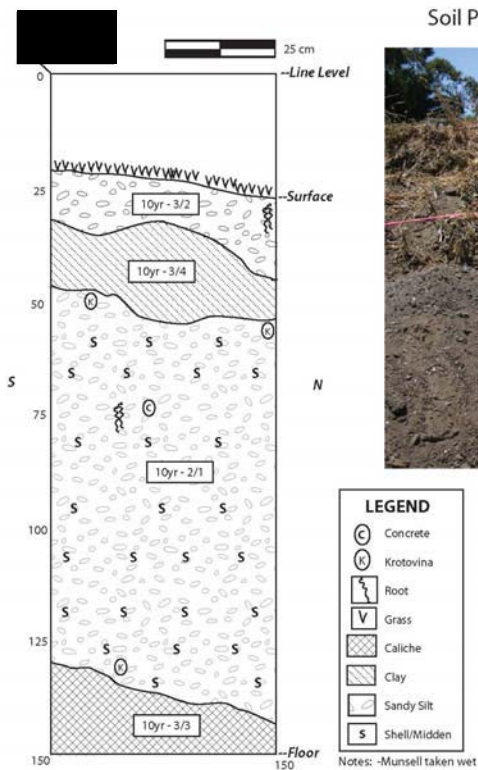 Soil P
25 cm
0
--Line Level
25
--Surface
10yr - 3/2
10yr - 3/4
K
50
K
S S S
S S S S
S
N
75
C
S S S
10yr - 2/1
S S S
100
S S S S
S S S S
125
S S S
K
S S
10yr - 3/3
150
--Floor
150
LEGEND
C Concrete
K Krotovina
Root
Grass
Caliche
Clay
Sandy Silt
S Shell/Midden
Notes: -Munsell taken wet